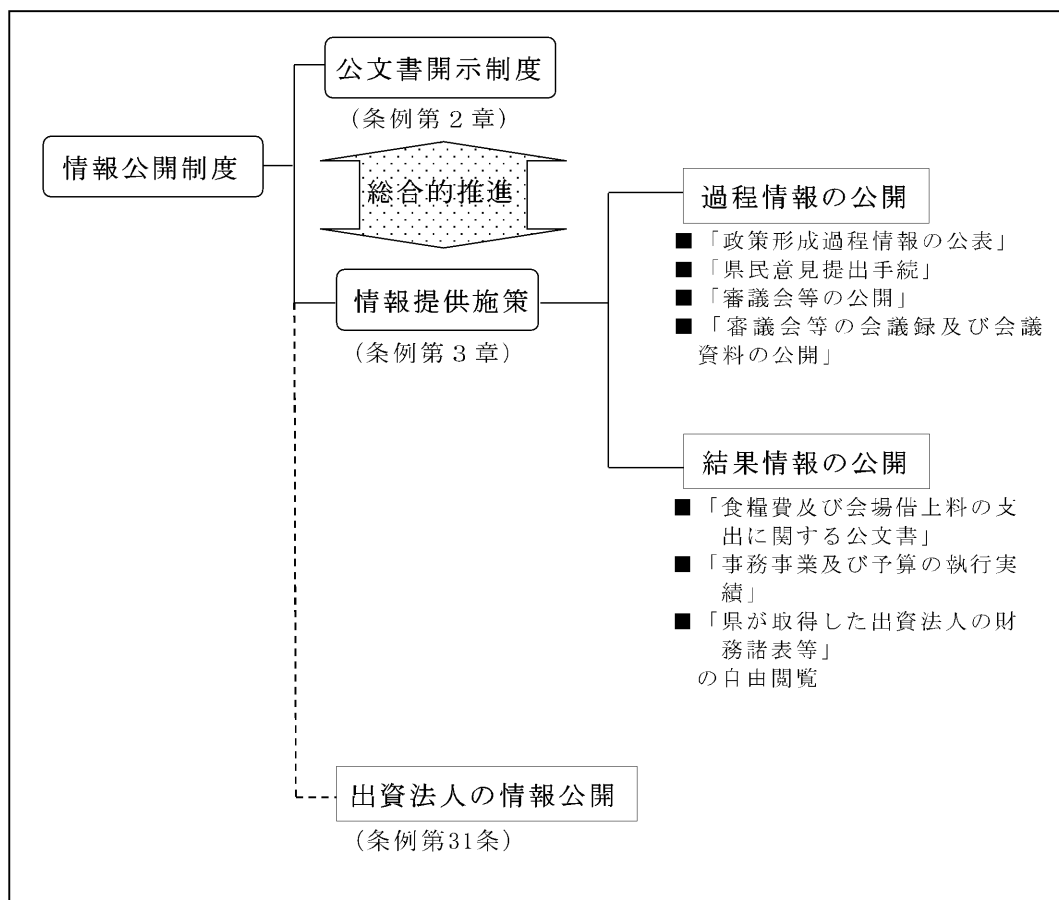 公文書開示制度
（条例第２章）
情報公開制度
総合的推進
情報提供施策
（条例第３章）
過程情報の公開
■「政策形成過程情報の公表」
■「県民意見提出手続」
■「審議会等の公開」
■「審議会等の会議録及び会議
資料の公開」
結果情報の公開
■「食糧費及び会場借上料の支
出に関する公文書」
■「事務事業及び予算の執行実
績」
■「県が取得した出資法人の財
務諸表等」
の自由閲覧
出資法人の情報公開
（条例第31条）